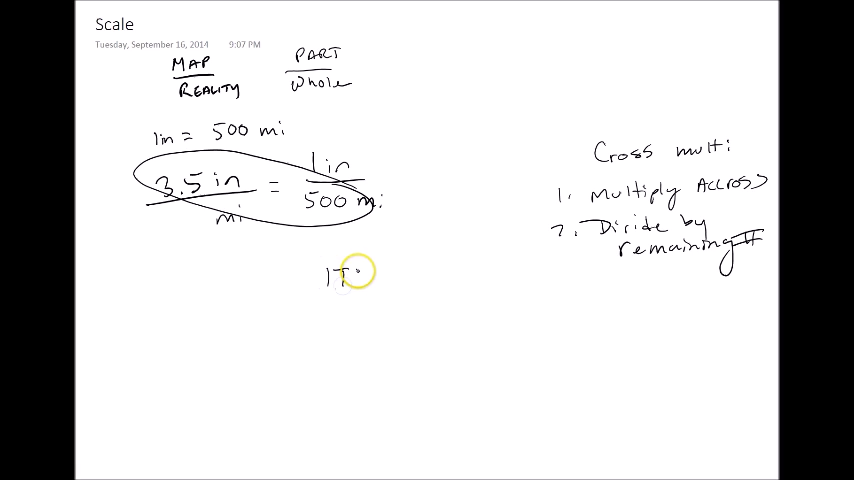 Scale
Tuesday, September 16, 2014 9:07 PM
MAP PART
REALITY Whole
1in = 500 mi
3.5 in = 1 in
mi 500 mi
Cross multi
1. Multiply Accross
2. Divide by
remaining #